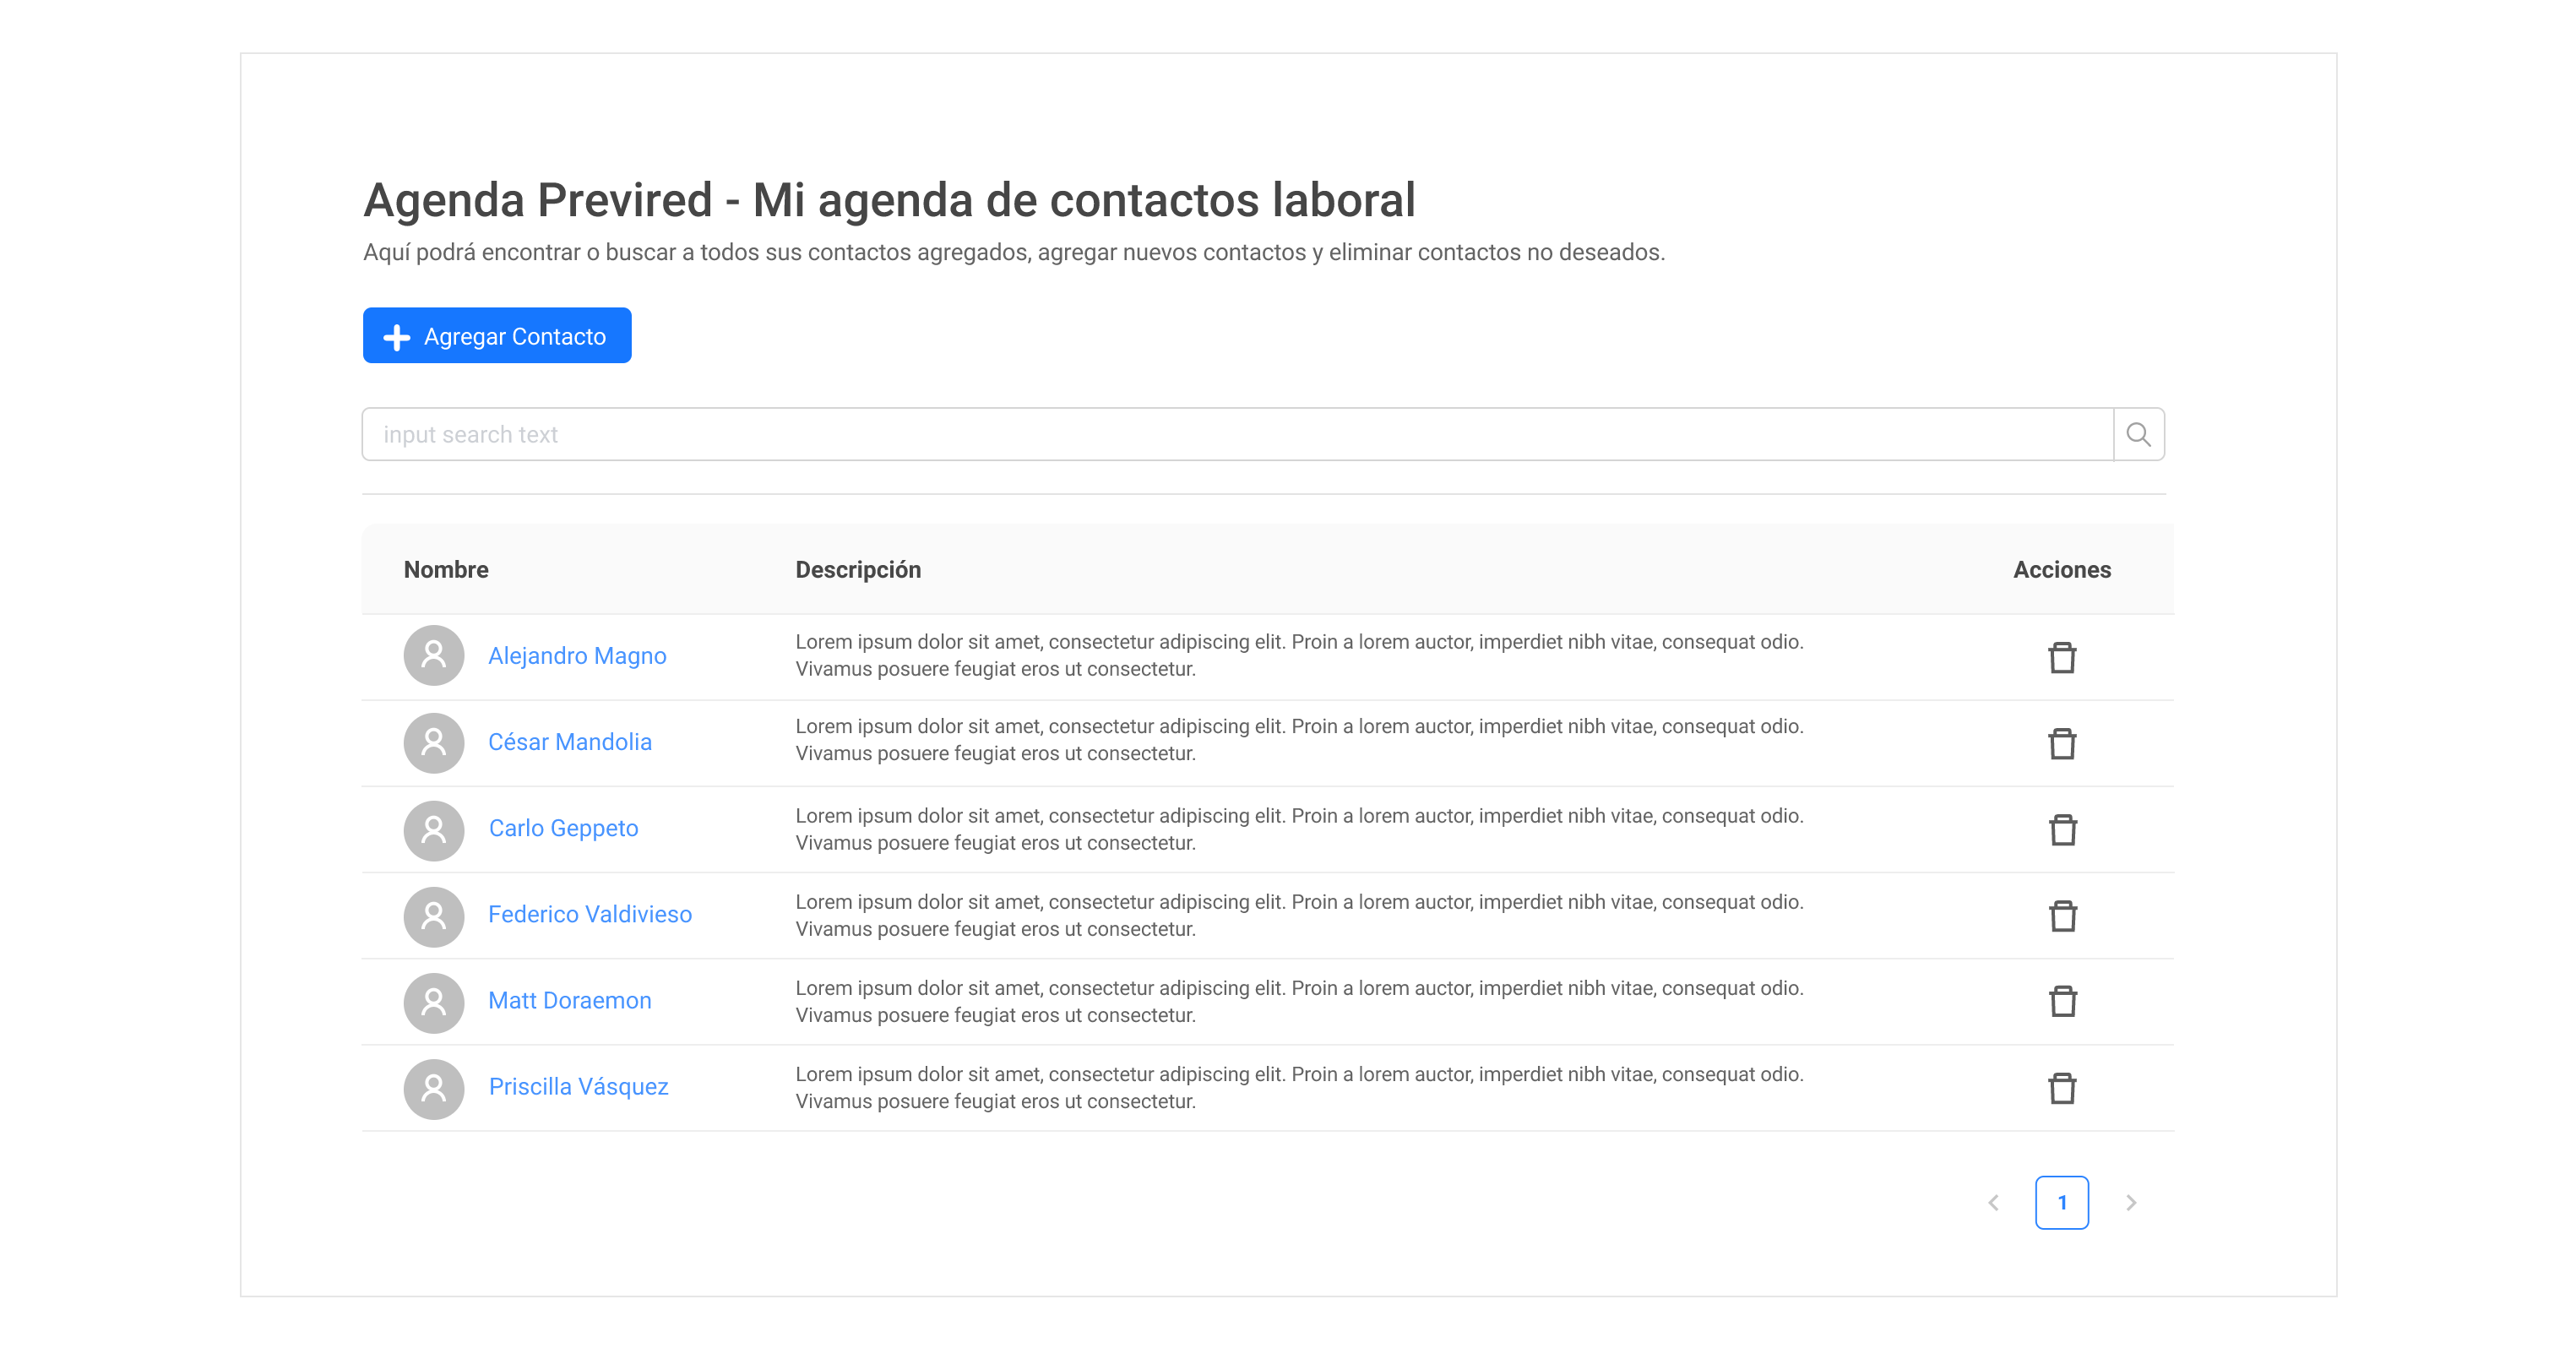 Agenda Previred - Mi agenda de contactos laboral
Aquí podrá encontrar o buscar a todos sus contactos agregados, agregar nuevos contactos y eliminar contactos no deseados.
Agregar Contacto
input search text
Nombre Descripción Acciones
Alejandro Magno
Lorem ipsum dolor sit amet, consectetur adipiscing elit. Proin a lorem auctor, imperdiet nibh vitae, consequat odio.
Vivamus posuere feugiat eros ut consectetur.
César Mandolia
Lorem ipsum dolor sit amet, consectetur adipiscing elit. Proin a lorem auctor, imperdiet nibh vitae, consequat odio.
Vivamus posuere feugiat eros ut consectetur.
Carlo Geppeto
Lorem ipsum dolor sit amet, consectetur adipiscing elit. Proin a lorem auctor, imperdiet nibh vitae, consequat odio.
Vivamus posuere feugiat eros ut consectetur.
Federico Valdivieso
Lorem ipsum dolor sit amet, consectetur adipiscing elit. Proin a lorem auctor, imperdiet nibh vitae, consequat odio.
Vivamus posuere feugiat eros ut consectetur.
Matt Doraemon
Lorem ipsum dolor sit amet, consectetur adipiscing elit. Proin a lorem auctor, imperdiet nibh vitae, consequat odio.
Vivamus posuere feugiat eros ut consectetur.
Priscilla Vásquez
Lorem ipsum dolor sit amet, consectetur adipiscing elit. Proin a lorem auctor, imperdiet nibh vitae, consequat odio.
Vivamus posuere feugiat eros ut consectetur.
1